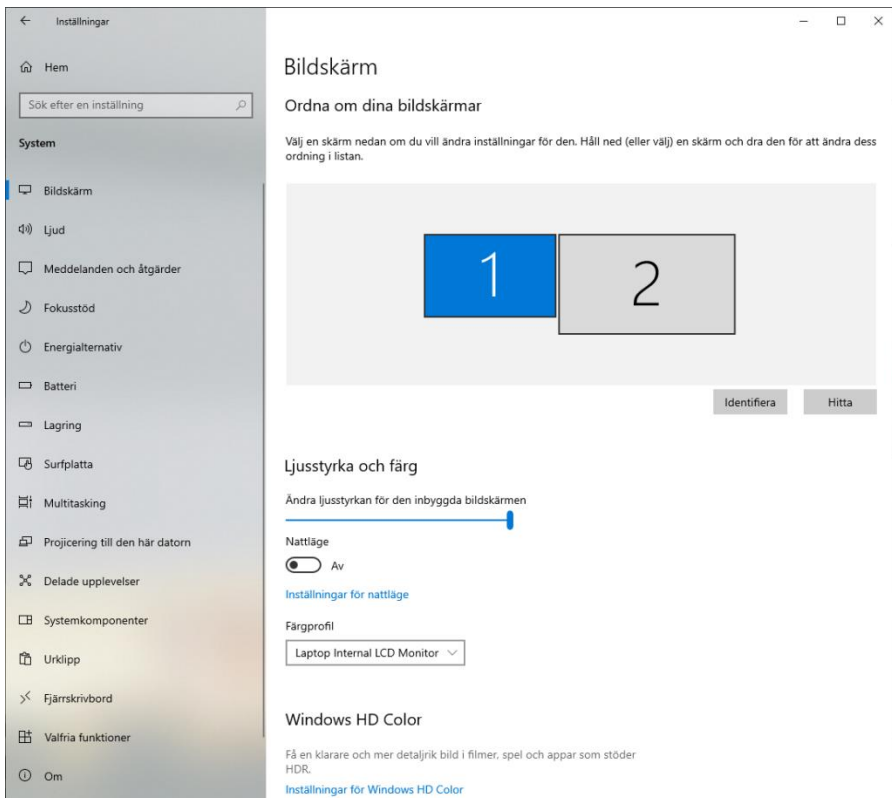 Inställningar
Hem
Sök efter en inställning
System
Bildskärm
Ljud
Meddelanden och åtgärder
Fokusstöd
Energialternativ
Batteri
Lagring
Surfplatta
Multitasking
Projicering till den här datorn
Delade upplevelser
Systemkomponenter
Urklipp
Fjärrskrivbord
Valfria funktioner
Om
Bildskärm
Ordna om dina bildskärmar
Välj en skärm nedan om du vill ändra inställningar för den. Håll ned (eller välj) en skärm och dra den för att ändra dess
ordning i listan.
1
2
Identifiera
Hitta
Ljusstyrka och färg
Ändra ljusstyrkan för den inbyggda bildskärmen
Nattläge
Av
Inställningar för nattläge
Färgprofil
Laptop Internal LCD Monitor
Windows HD Color
Få en klarare och mer detaljrik bild i filmer, spel och appar som stöder
HDR.
Inställningar för Windows HD Color